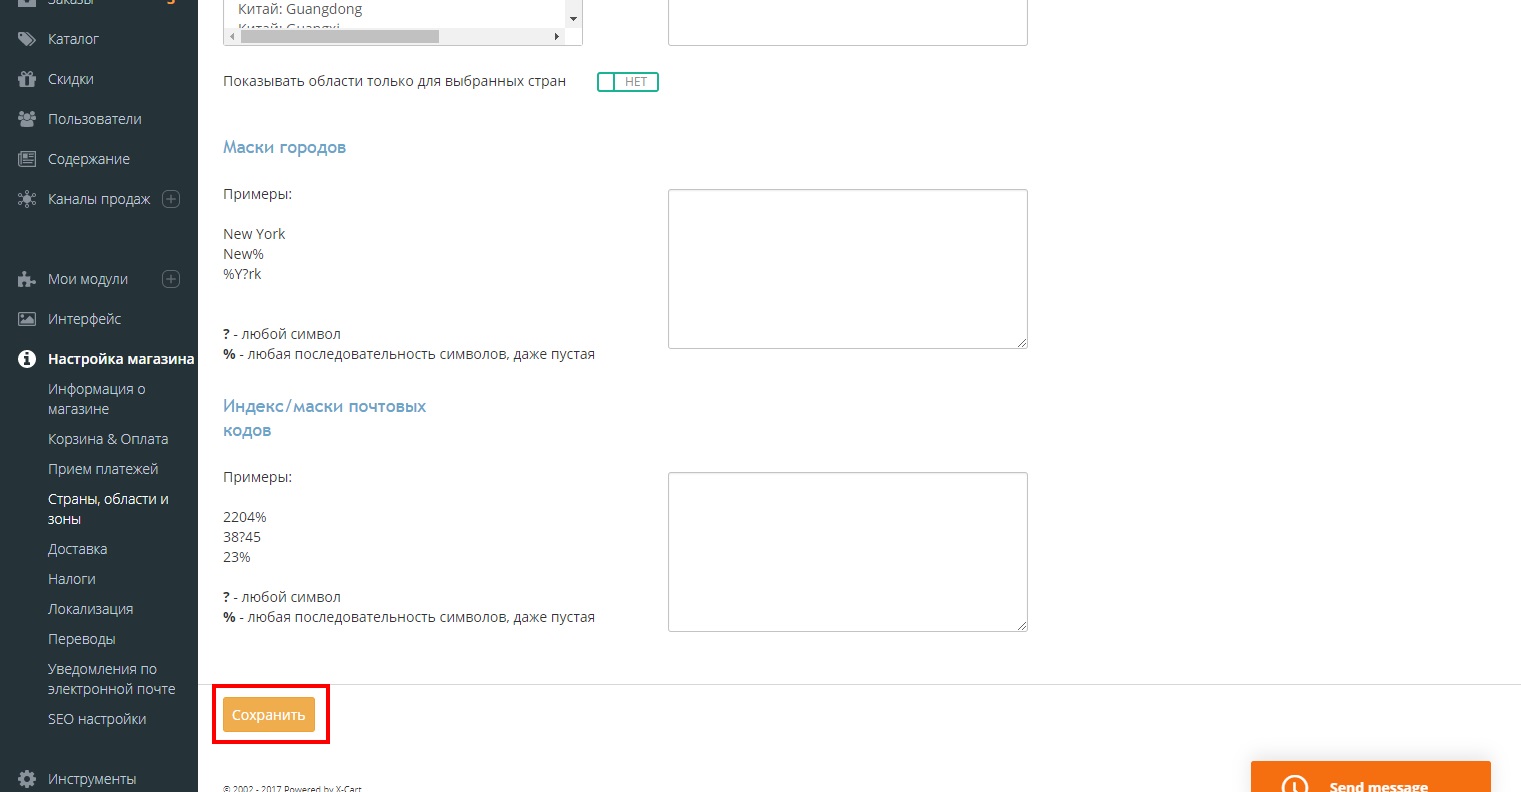 Заказы
5
Каталог
Скидки
Пользователи
Содержание
Каналы продаж
Мои модули
Интерфейс
Настройка магазина
Информация о
магазине
Корзина & Оплата
Прием платежей
Страны, области и
зоны
Доставка
Налоги
Локализация
Переводы
Уведомления по
электронной почте
SEO настройки
Инструменты
Китай: Guangdong
Китай: Guangxi
Показывать области только для выбранных стран
НЕТ
Маски городов
Примеры:
New York
New%
%Y?rk
? - любой символ
% - любая последовательность символов, даже пустая
Индекс/маски почтовых
кодов
Примеры:
2204%
38?45
23%
? - любой символ
% - любая последовательность символов, даже пустая
Сохранить
© 2002 - 2017 Powered by X-Cart
Send message